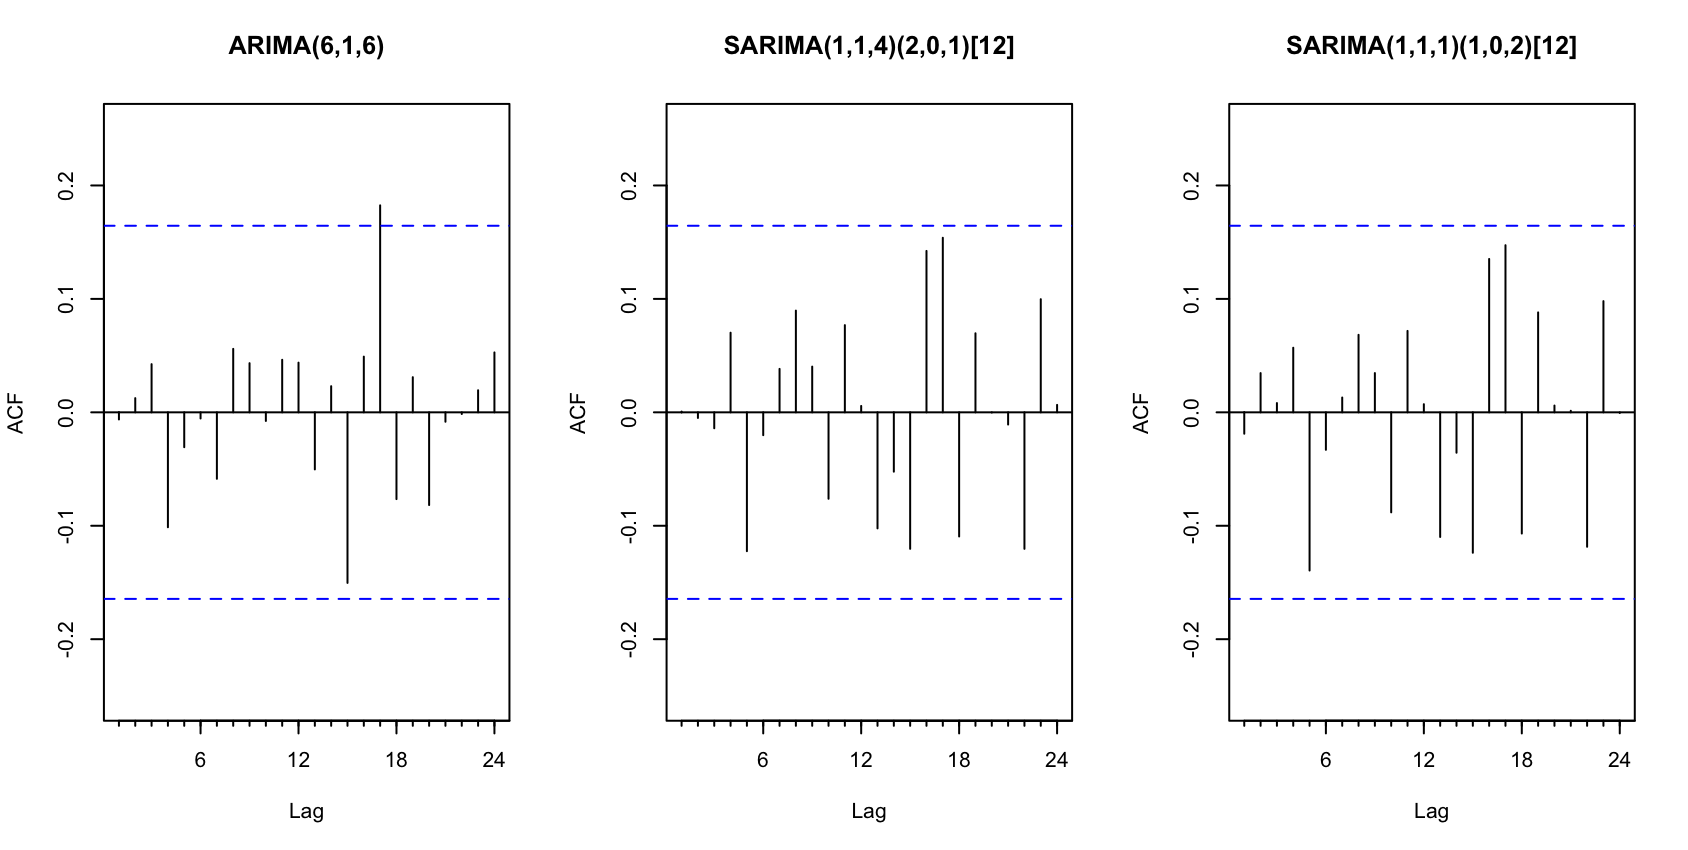 ARIMA(6,1,6)
ACF
0.2
0.1
0.0
-0.1
-0.2
6 12 18 24
Lag
SARIMA(1,1,4)(2,0,1)[12]
ACF
0.2
0.1
0.0
-0.1
-0.2
6 12 18 24
Lag
SARIMA(1,1,1)(1,0,2)[12]
ACF
0.2
0.1
0.0
-0.1
-0.2
6 12 18 24
Lag